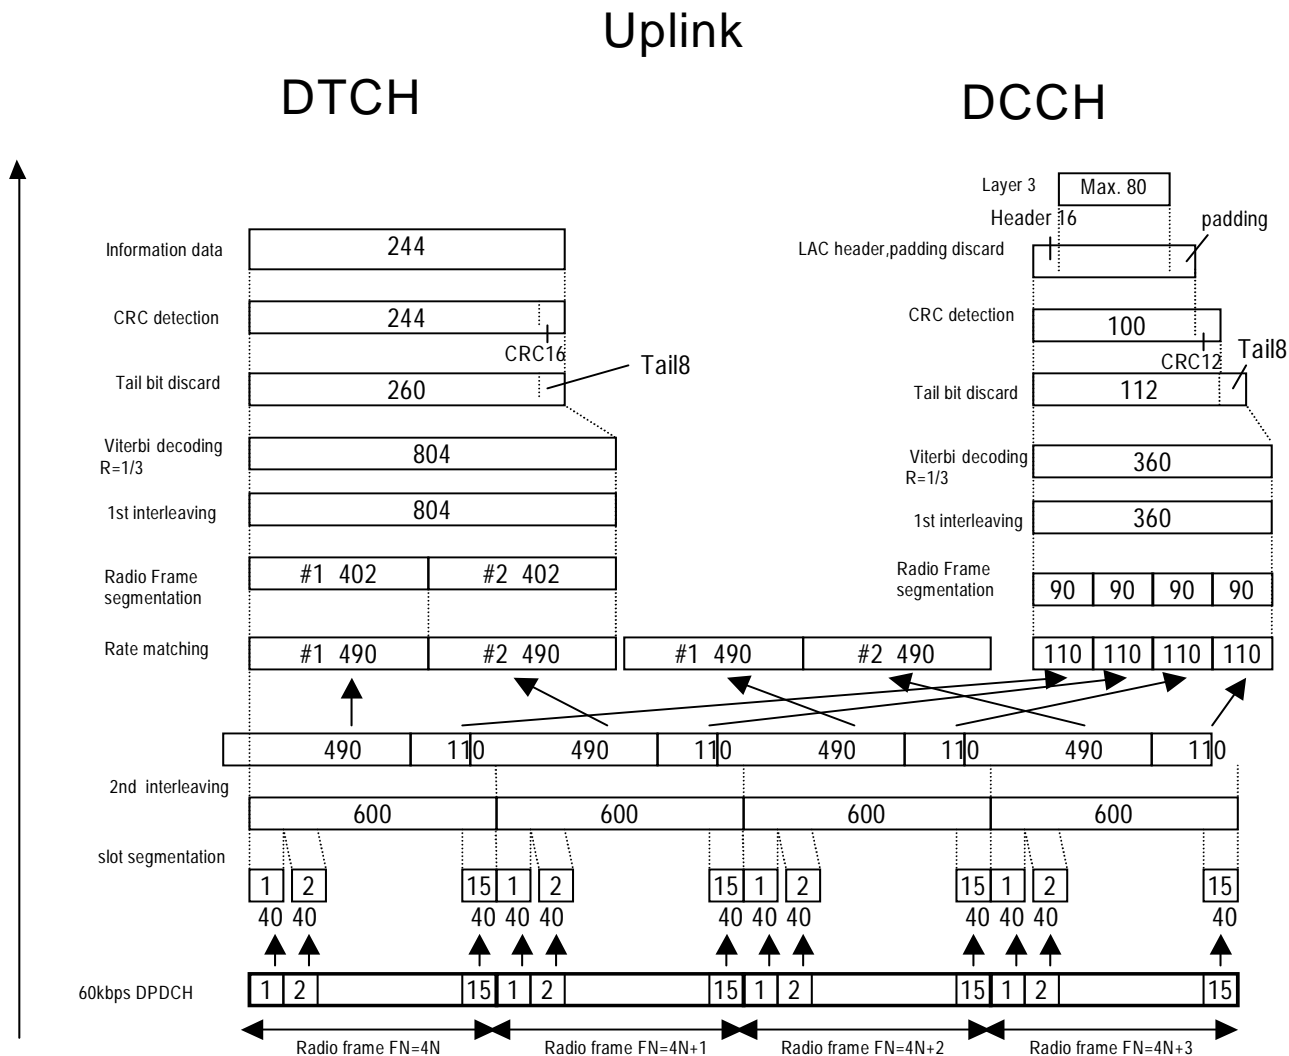 Uplink
DTCH
DCCH
Layer 3
Max. 80
Header 16
padding
Information data
244
LAC header,padding discard
CRC detection
244
CRC16
CRC detection
100
CRC12
Tail8
Tail bit discard
260
Tail8
Tail bit discard
112
Viterbi decoding
R=1/3
804
Viterbi decoding
R=1/3
360
1st interleaving
804
1st interleaving
360
Radio Frame
segmentation
#1 402
#2 402
Radio Frame
segmentation
90 90 90 90
Rate matching
#1 490
#2 490
#1 490
#2 490
110 110 110 110
490 110 490 110 490 110 490 110
2nd interleaving
600 600 600 600
slot segmentation
1 2 15 1 2 15 1 2 15 1 2 15
40 40 40 40 40 40 40 40 40 40 40 40
60kbps DPDCH
1 2 15 1 2 15 1 2 15 1 2 15
Radio frame FN=4N
Radio frame FN=4N+1
Radio frame FN=4N+2
Radio frame FN=4N+3